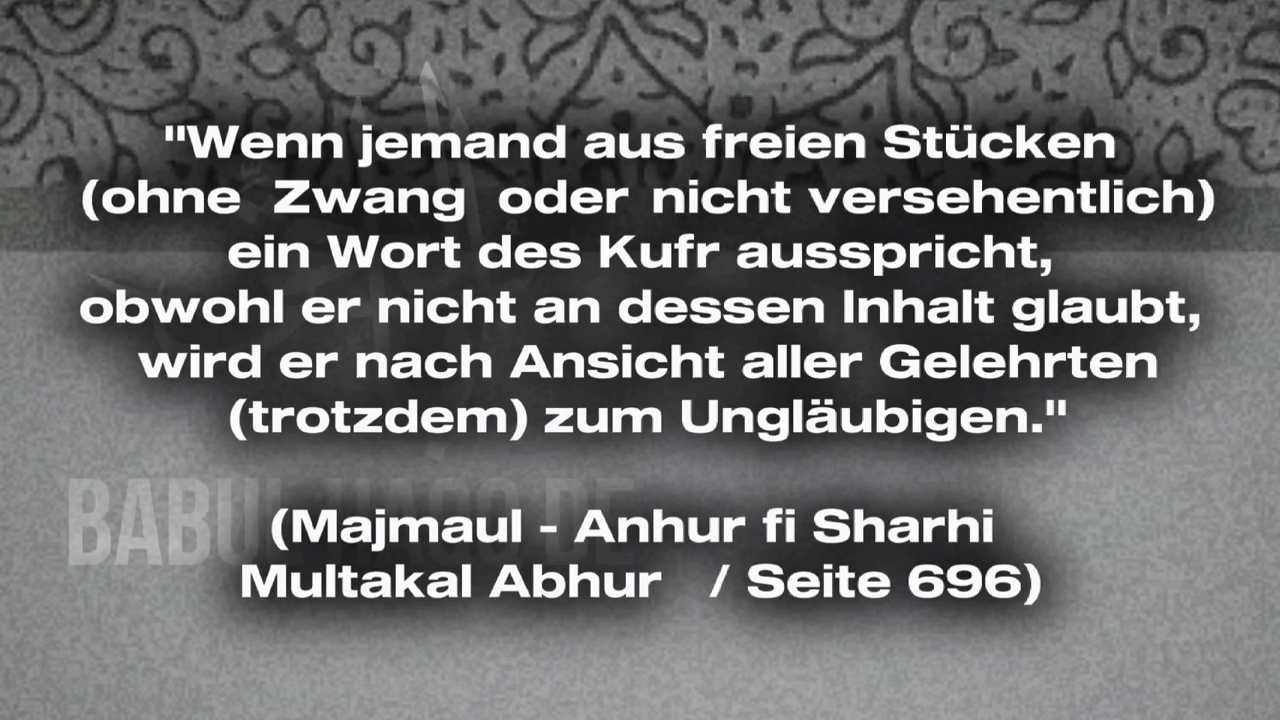 "Wenn jemand aus freien Stücken
(ohne Zwang oder nicht versehentlich)
ein Wort des Kufr ausspricht,
obwohl er nicht an dessen Inhalt glaubt,
wird er nach Ansicht aller Gelehrten
(trotzdem) zum Ungläubigen."
(Majmaul - Anhur fi Sharhi
Multakal Abhur / Seite 696)